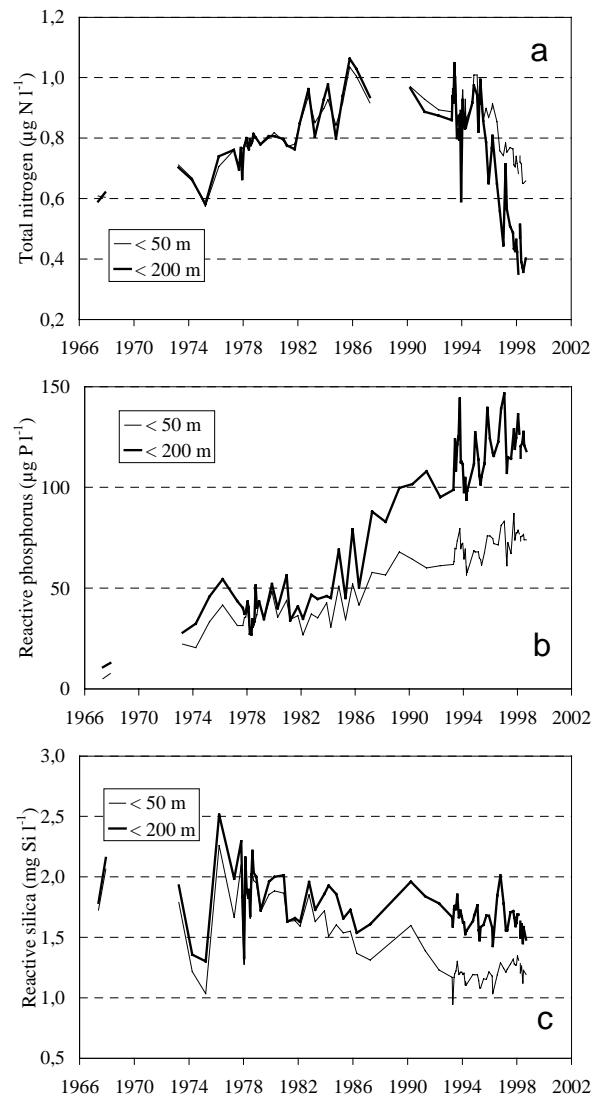 1,2
1,0
0,8
0,6
0,4
0,2
Total nitrogen (µg N l-1)
a
< 50 m
< 200 m
1966 1970 1974 1978 1982 1986 1990 1994 1998 2002
150
100
50
0
Reactive phosphorus (µg P l-1)
< 50 m
< 200 m
b
1966 1970 1974 1978 1982 1986 1990 1994 1998 2002
3,0
2,5
2,0
1,5
1,0
0,5
Reactive silica (mg Si l-1)
< 50 m
< 200 m
c
1966 1970 1974 1978 1982 1986 1990 1994 1998 2002